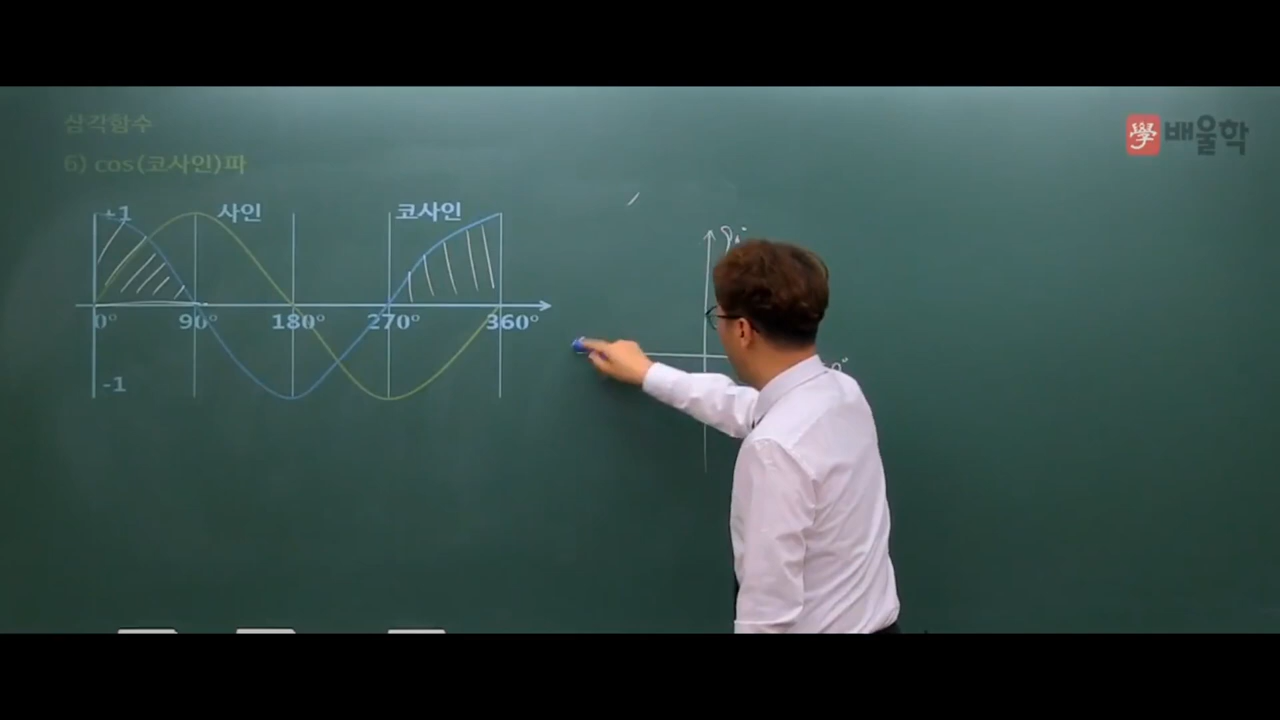 삼각함수
6) cos(코사인)파
學 배울학
+1 사인 코사인
0° 90° 180° 270° 360°
-1